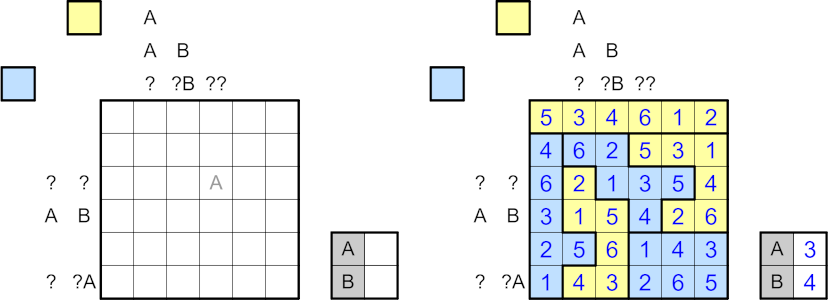 A
A B
? ?B ??
? ? A
A B
A
? ?A B
A
A B
? ?B ??
5 3 4 6 1 2
4 6 2 5 3 1
? ? 6 2 1 3 5 4
A B 3 1 5 4 2 6
2 5 6 1 4 3 A 3
? ?A 1 4 3 2 6 5 B 4